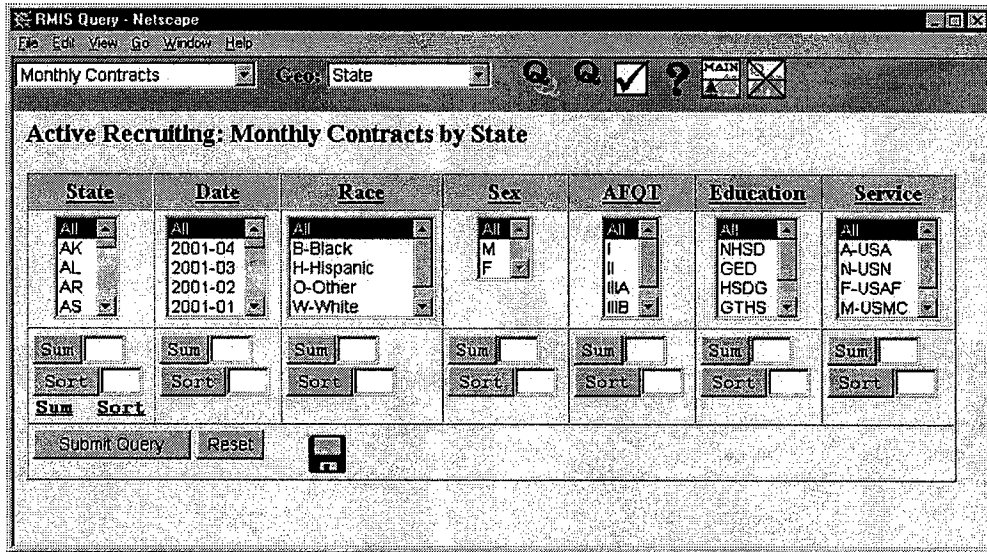 RMIS Query - Netscape
File Edit View Go Window Help
Monthly Contracts Geo: State Q Q ? MAIN
Active Recruiting: Monthly Contracts by State
State Date Race Sex AFQT Education Service
All All All All All All All
AK 2001-04 B-Black M I NHSD A-USA
AL 2001-03 H-Hispanic F II GED N-USN
AR 2001-02 O-Other IIIA HSDG F-USAF
AS 2001-01 W-White IIIB GTHS M-USMC
Sum Sum Sum Sum Sum Sum Sum
Sort Sort Sort Sort Sort Sort Sort
Sum Sort
Submit Query Reset